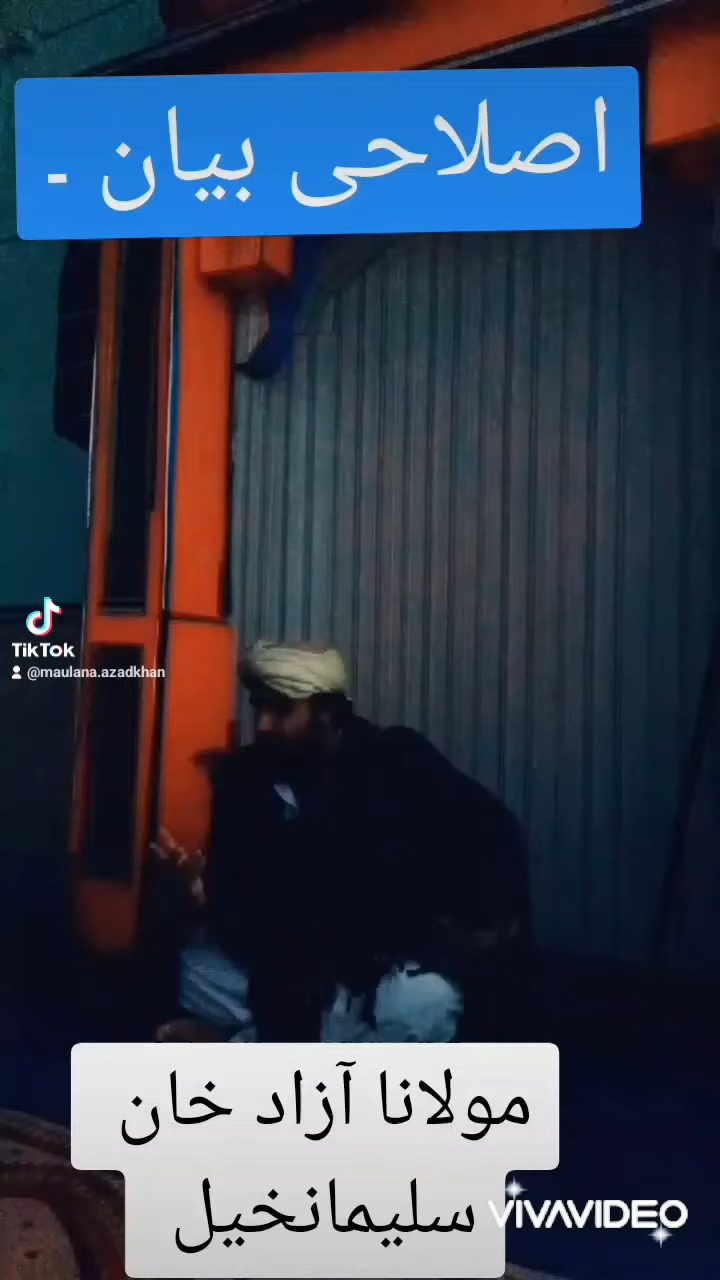 اصلاحی بیان ۔
TikTok
@maulana.azadkhan
مولانا آزاد خان
سلیمانخیل
VIVAVIDEO